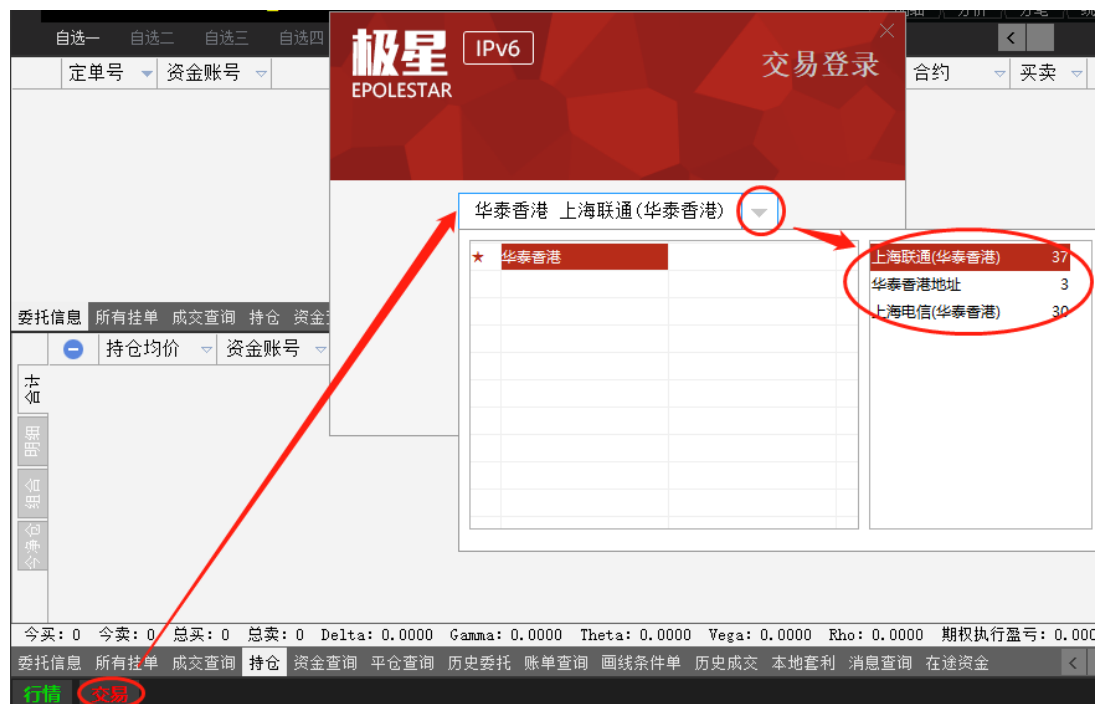 自选一 自选二 自选三 自选四
定单号 资金账号
极星 IPv6
EPOLESTAR
交易登录
合约 买卖
华泰香港 上海联通(华泰香港)
★ 华泰香港
上海联通(华泰香港) 37
华泰香港地址 3
上海电信(华泰香港) 30
委托信息 所有挂单 成交查询 持仓
持仓均价 资金账号
合计
明细
组合
今净仓
今买: 0 今卖: 0 总买: 0 总卖: 0 Delta: 0.0000 Gamma: 0.0000 Theta: 0.0000 Vega: 0.0000 Rho: 0.0000 期权执行盈亏: 0.000
委托信息 所有挂单 成交查询 持仓 资金查询 平仓查询 历史委托 账单查询 画线条件单 历史成交 本地套利 消息查询 在途资金
行情 交易